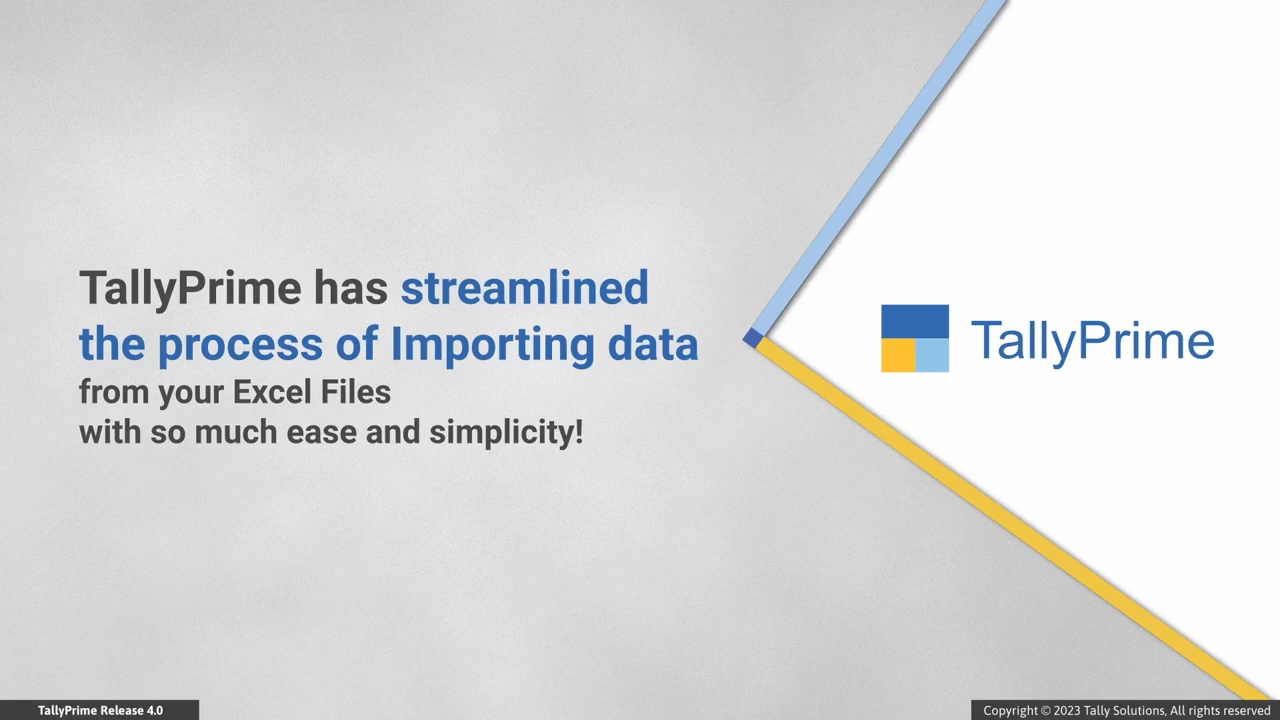 TallyPrime has streamlined
the process of Importing data
from your Excel Files
with so much ease and simplicity!
TallyPrime
TallyPrime Release 4.0
Copyright © 2023 Tally Solutions, All rights reserved